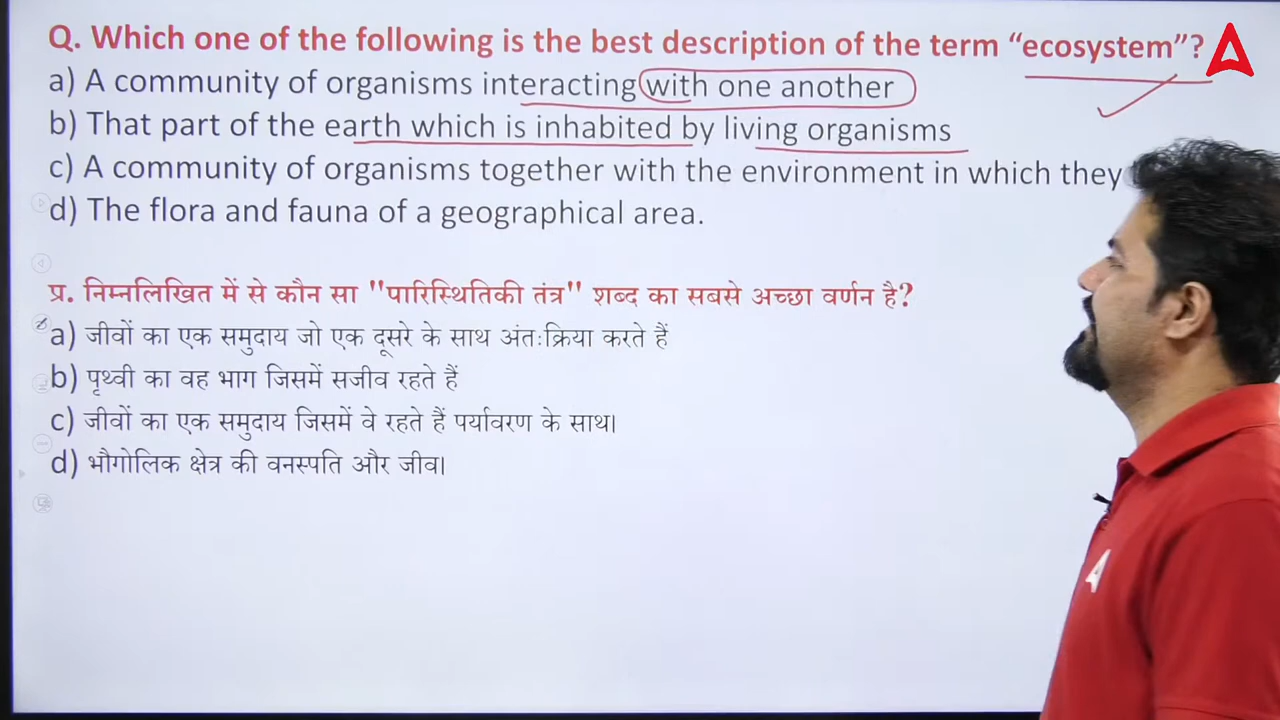 Q. Which one of the following is the best description of the term “ecosystem”?
a) A community of organisms interacting with one another
b) That part of the earth which is inhabited by living organisms
c) A community of organisms together with the environment in which they
d) The flora and fauna of a geographical area.
प्र. निम्नलिखित में से कौन सा "पारिस्थितिकी तंत्र" शब्द का सबसे अच्छा वर्णन है?
a) जीवों का एक समुदाय जो एक दूसरे के साथ अंतःक्रिया करते हैं
b) पृथ्वी का वह भाग जिसमें सजीव रहते हैं
c) जीवों का एक समुदाय जिसमें वे रहते हैं पर्यावरण के साथ।
d) भौगोलिक क्षेत्र की वनस्पति और जीव।